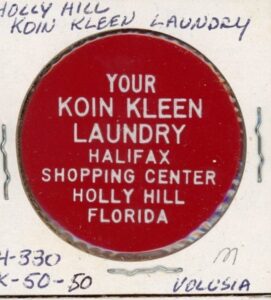 HOLLY HILL
KOIN KLEEN LAUNDRY
YOUR
KOIN KLEEN
LAUNDRY
HALIFAX
SHOPPING CENTER
HOLLY HILL
FLORIDA
H-330
K-50-50
M
VOLUSIA